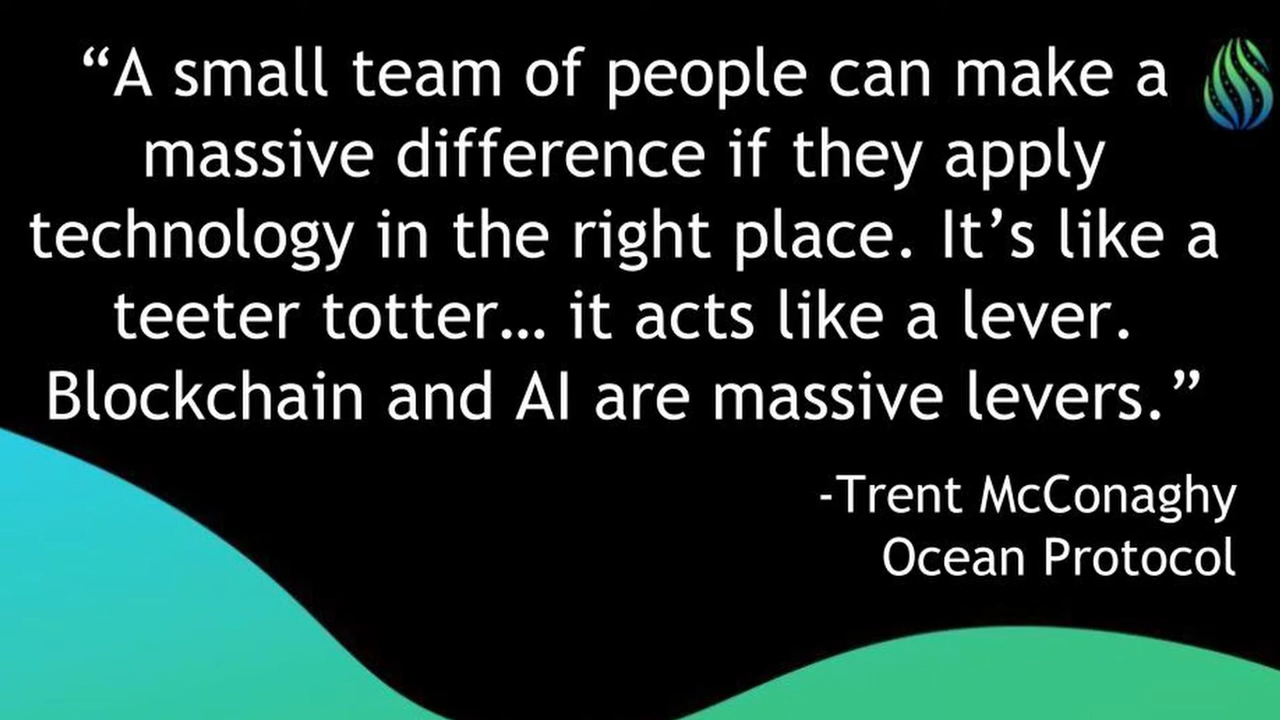 “A small team of people can make a
massive difference if they apply
technology in the right place. It’s like a
teeter totter… it acts like a lever.
Blockchain and AI are massive levers.”
-Trent McConaghy
Ocean Protocol